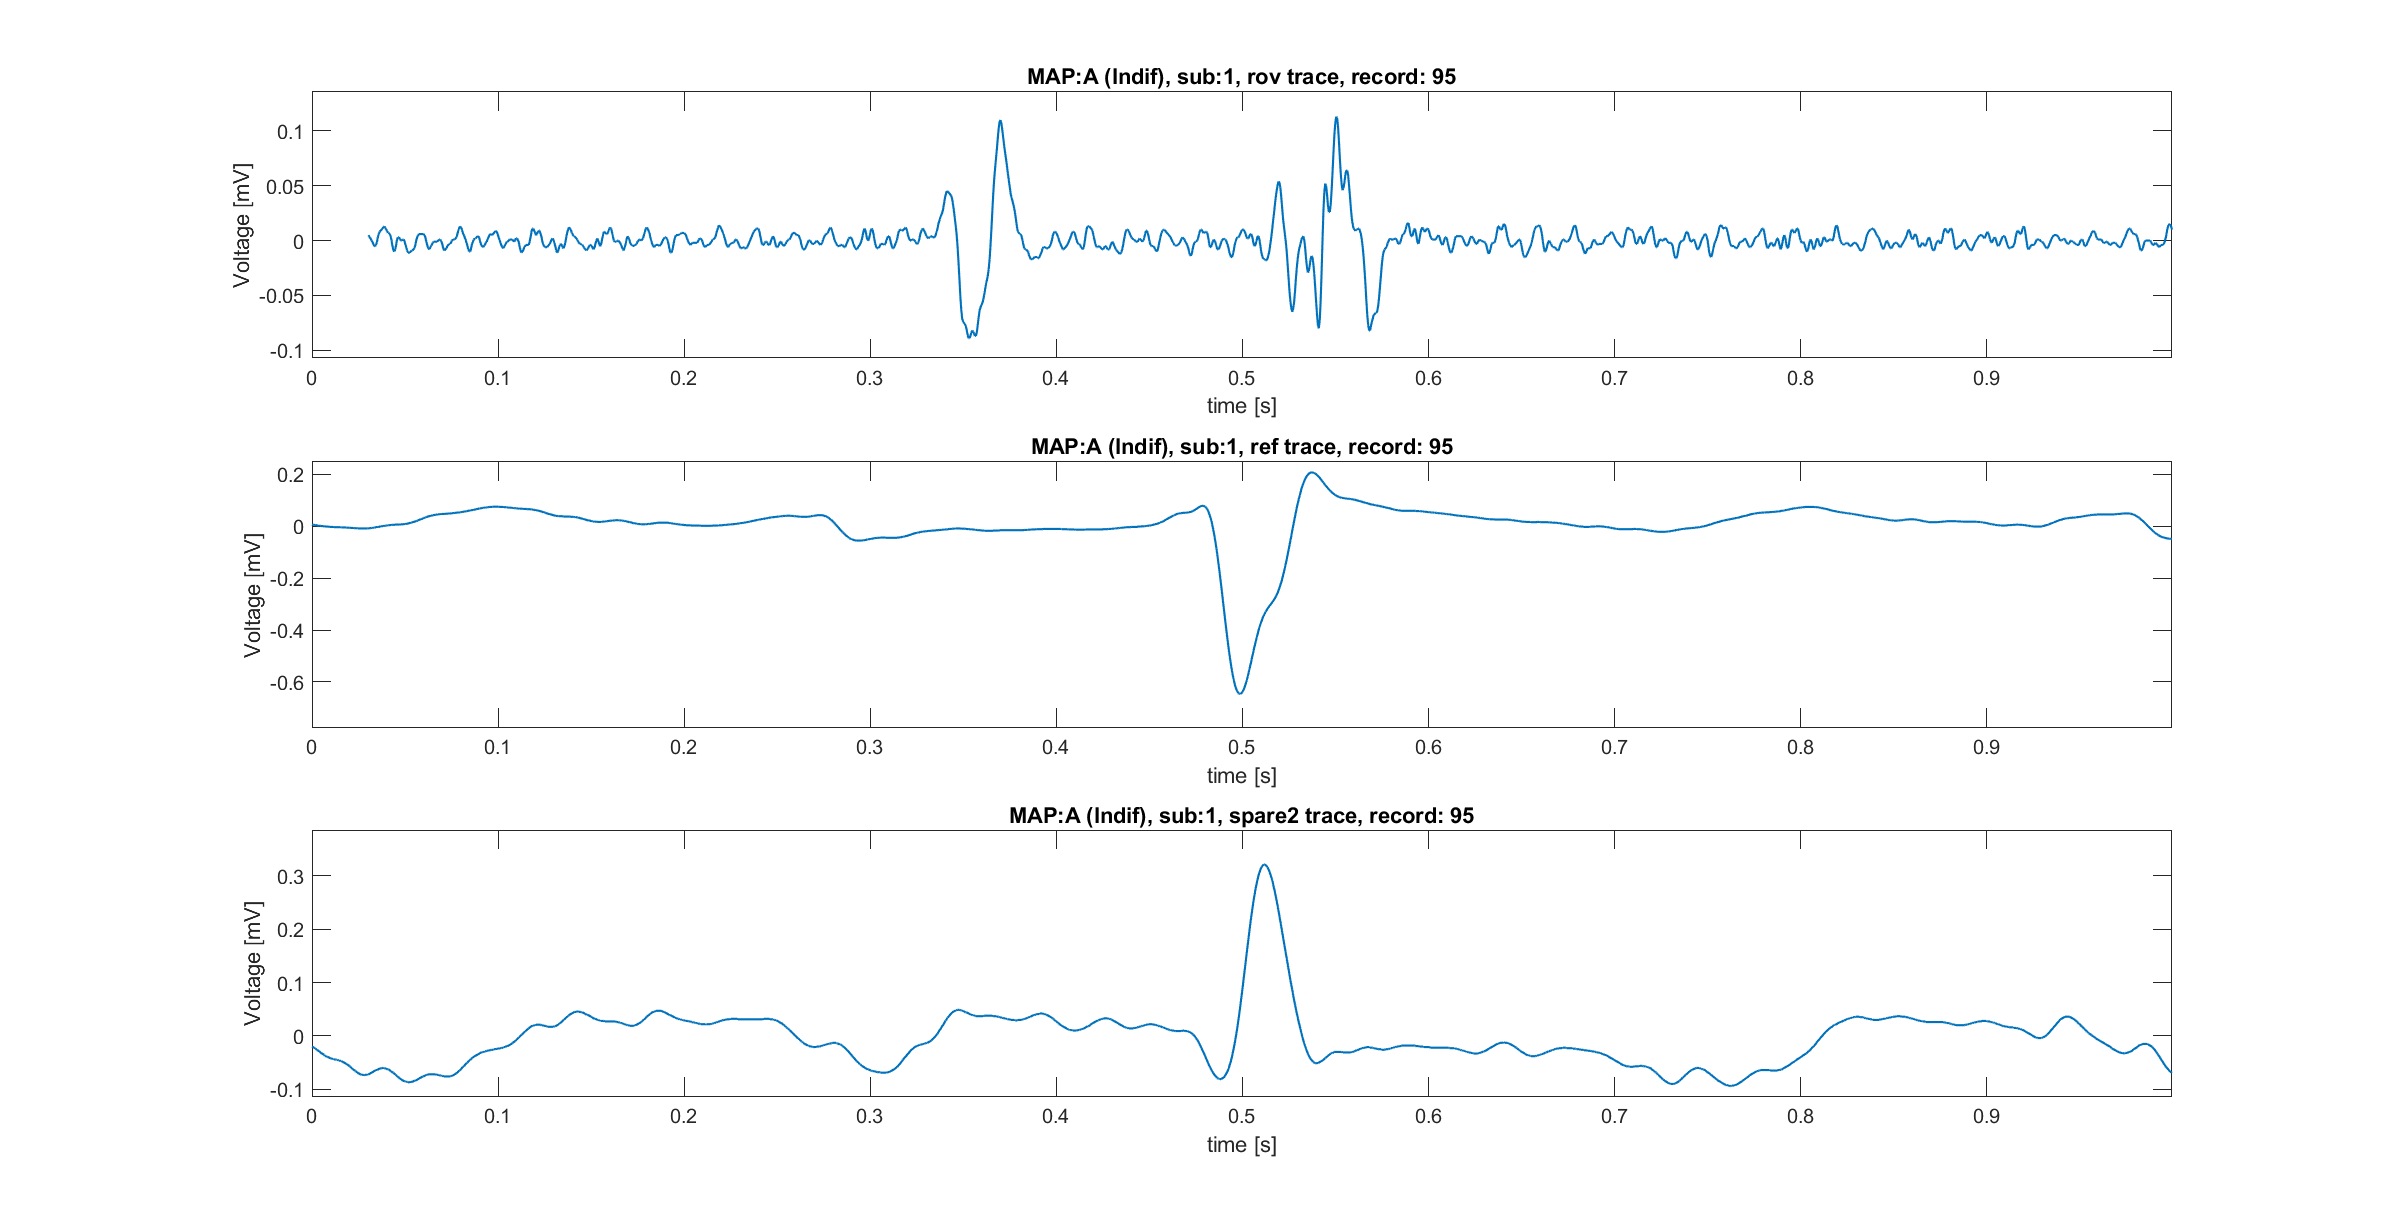 MAP:A (Indif), sub:1, rov trace, record: 95
Voltage [mV]
0.1
0.05
0
-0.05
-0.1
0 0.1 0.2 0.3 0.4 0.5 0.6 0.7 0.8 0.9
time [s]
MAP:A (Indif), sub:1, ref trace, record: 95
Voltage [mV]
0.2
0
-0.2
-0.4
-0.6
0 0.1 0.2 0.3 0.4 0.5 0.6 0.7 0.8 0.9
time [s]
MAP:A (Indif), sub:1, spare2 trace, record: 95
Voltage [mV]
0.3
0.2
0.1
0
-0.1
0 0.1 0.2 0.3 0.4 0.5 0.6 0.7 0.8 0.9
time [s]